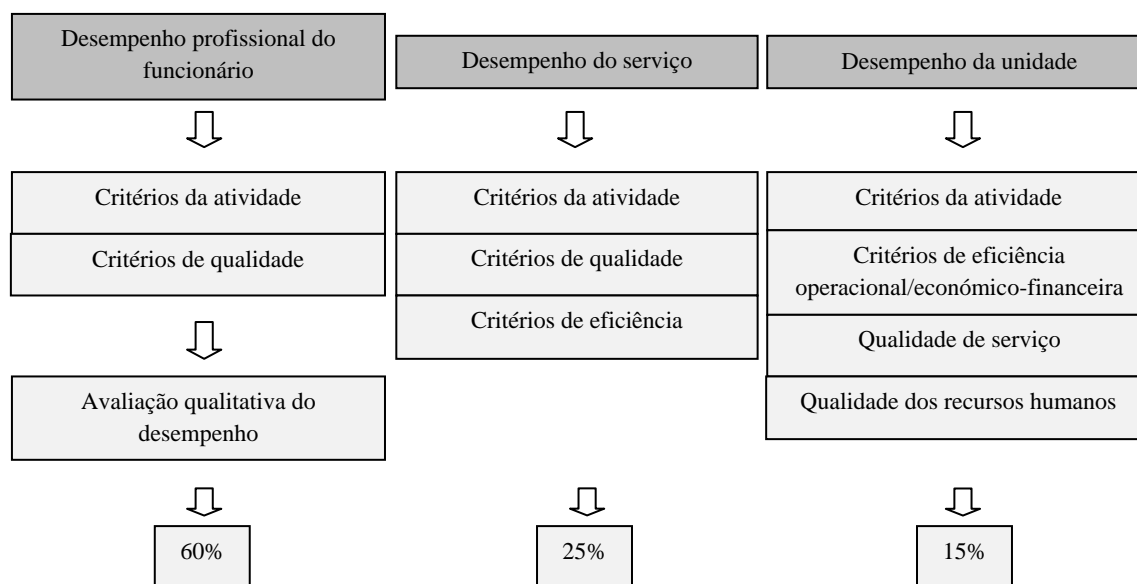 Desempenho profissional do
funcionário
Desempenho do serviço
Desempenho da unidade
Critérios da atividade
Critérios de qualidade
Avaliação qualitativa do
desempenho
60%
Critérios da atividade
Critérios de qualidade
Critérios de eficiência
25%
Critérios da atividade
Critérios de eficiência
operacional/económico-financeira
Qualidade de serviço
Qualidade dos recursos humanos
15%